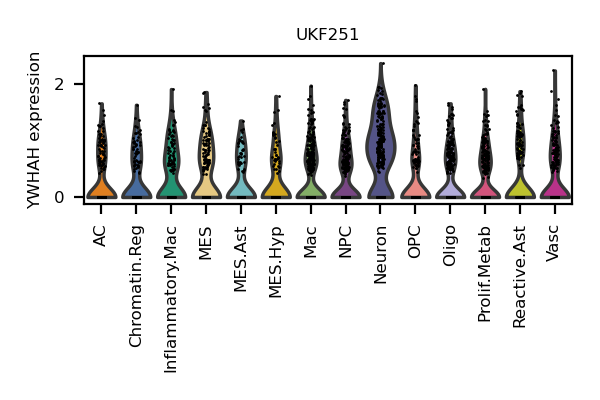 UKF251
YWHAH expression
2
0
AC
Chromatin.Reg
Inflammatory.Mac
MES
MES.Ast
MES.Hyp
Mac
NPC
Neuron
OPC
Oligo
Prolif.Metab
Reactive.Ast
Vasc